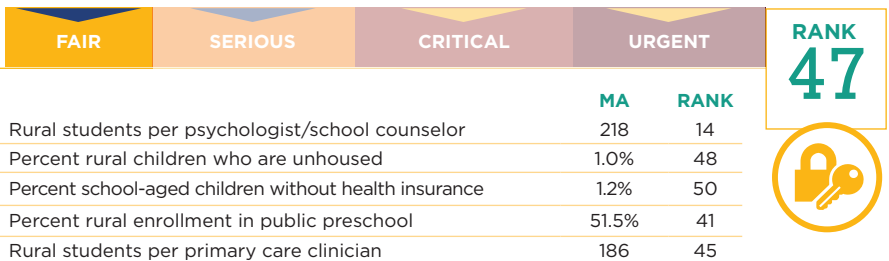 FAIR SERIOUS CRITICAL URGENT
RANK
47
MA RANK
Rural students per psychologist/school counselor 218 14
Percent rural children who are unhoused 1.0% 48
Percent school-aged children without health insurance 1.2% 50
Percent rural enrollment in public preschool 51.5% 41
Rural students per primary care clinician 186 45